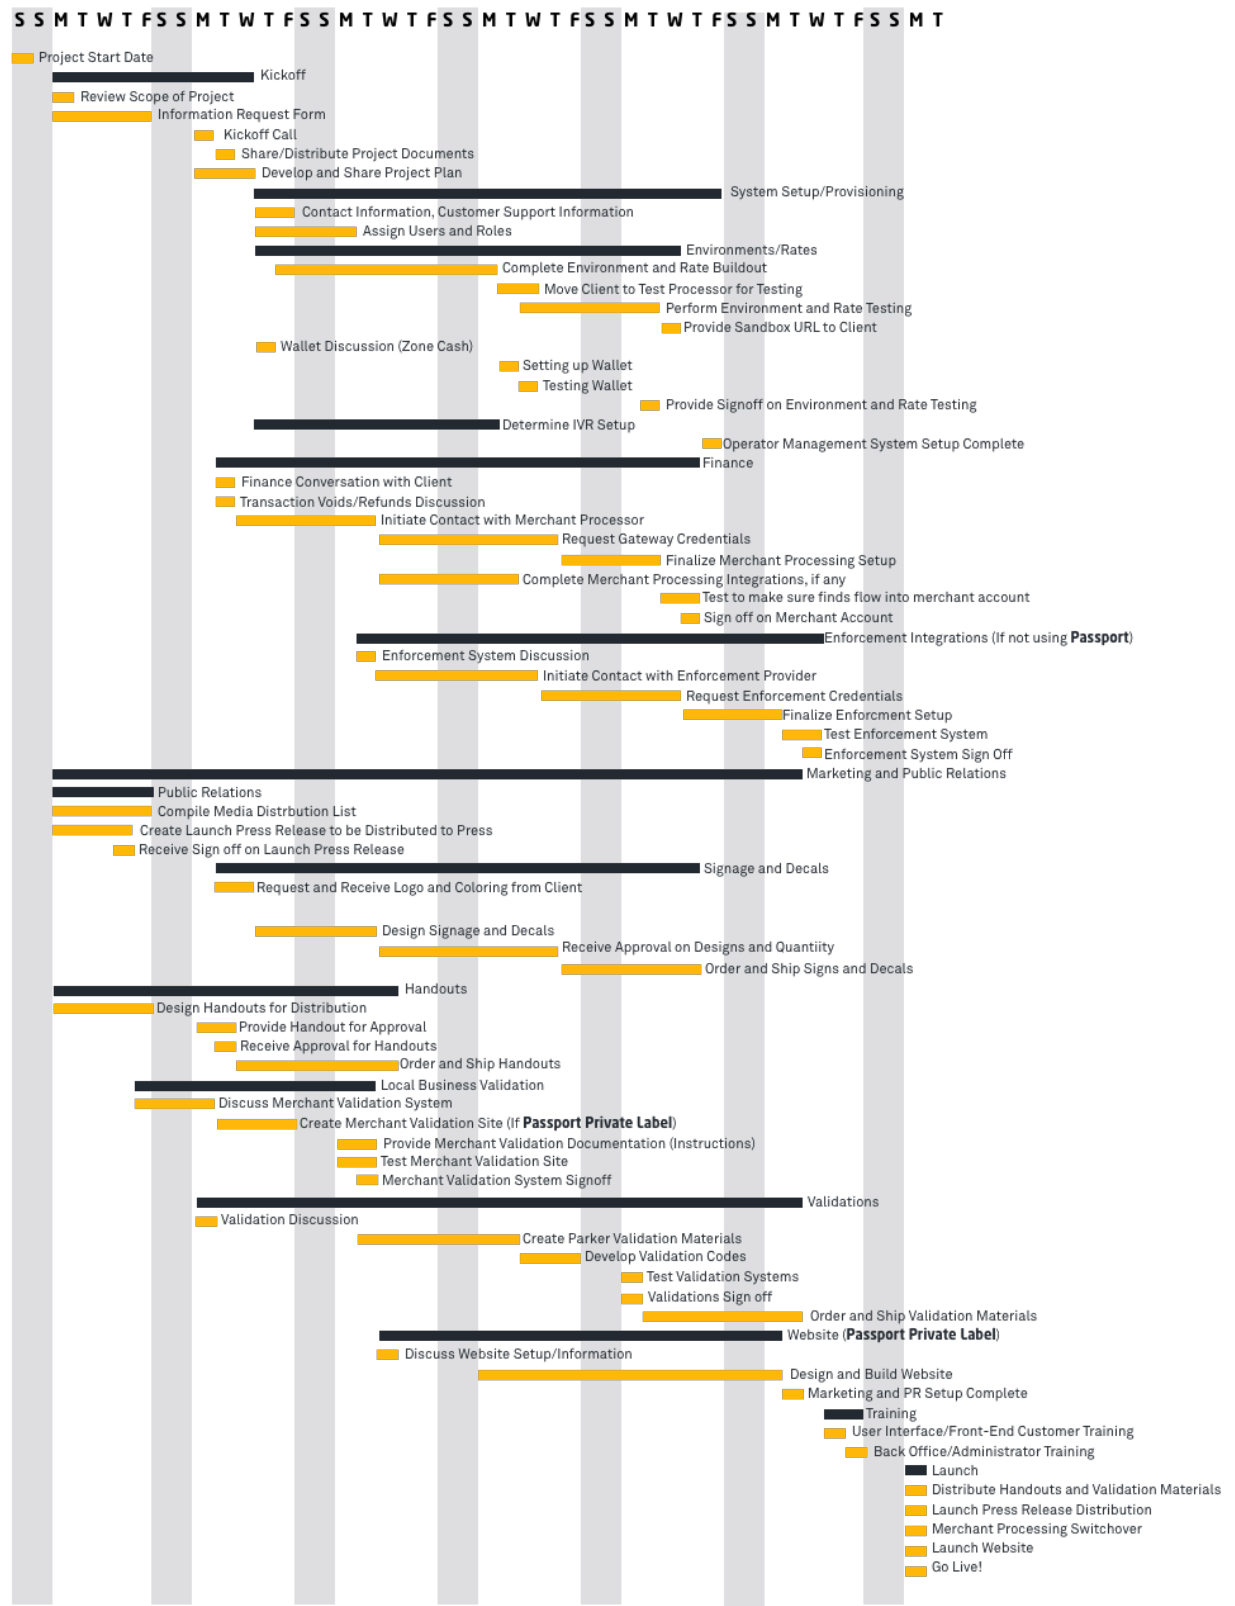 S S M T W T F S S M T W T F S S M T W T F S S M T W T F S S M T W T F S S M T W T F S S M T
Project Start Date
Kickoff
Review Scope of Project
Information Request Form
Kickoff Call
Share/Distribute Project Documents
Develop and Share Project Plan
System Setup/Provisioning
Contact Information, Customer Support Information
Assign Users and Roles
Environments/Rates
Complete Environment and Rate Buildout
Move Client to Test Processor for Testing
Perform Environment and Rate Testing
Provide Sandbox URL to Client
Wallet Discussion (Zone Cash)
Setting up Wallet
Testing Wallet
Provide Signoff on Environment and Rate Testing
Determine IVR Setup
Operator Management System Setup Complete
Finance
Finance Conversation with Client
Transaction Voids/Refunds Discussion
Initiate Contact with Merchant Processor
Request Gateway Credentials
Finalize Merchant Processing Setup
Complete Merchant Processing Integrations, if any
Test to make sure finds flow into merchant account
Sign off on Merchant Account
Enforcement Integrations (If not using Passport)
Enforcement System Discussion
Initiate Contact with Enforcement Provider
Request Enforcement Credentials
Finalize Enforcment Setup
Test Enforcement System
Enforcement System Sign Off
Marketing and Public Relations
Public Relations
Compile Media Distrbution List
Create Launch Press Release to be Distributed to Press
Receive Sign off on Launch Press Release
Signage and Decals
Request and Receive Logo and Coloring from Client
Design Signage and Decals
Receive Approval on Designs and Quantiity
Order and Ship Signs and Decals
Handouts
Design Handouts for Distribution
Provide Handout for Approval
Receive Approval for Handouts
Order and Ship Handouts
Local Business Validation
Discuss Merchant Validation System
Create Merchant Validation Site (If Passport Private Label)
Provide Merchant Validation Documentation (Instructions)
Test Merchant Validation Site
Merchant Validation System Signoff
Validations
Validation Discussion
Create Parker Validation Materials
Develop Validation Codes
Test Validation Systems
Validations Sign off
Order and Ship Validation Materials
Website (Passport Private Label)
Discuss Website Setup/Information
Design and Build Website
Marketing and PR Setup Complete
Training
User Interface/Front-End Customer Training
Back Office/Administrator Training
Launch
Distribute Handouts and Validation Materials
Launch Press Release Distribution
Merchant Processing Switchover
Launch Website
Go Live!